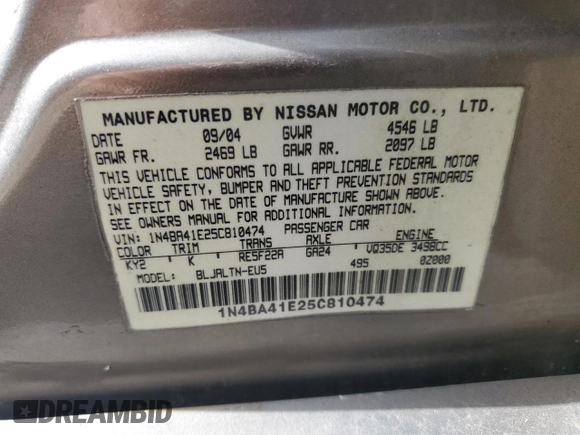 MANUFACTURED BY NISSAN MOTOR CO., LTD.
DATE 09/04 GVWR 4546 LB
GAWR FR. 2469 LB GAWR RR. 2097 LB
THIS VEHICLE CONFORMS TO ALL APPLICABLE FEDERAL MOTOR
VEHICLE SAFETY, BUMPER AND THEFT PREVENTION STANDARDS
IN EFFECT ON THE DATE OF MANUFACTURE SHOWN ABOVE.
SEE OWNERS MANUAL FOR ADDITIONAL INFORMATION.
VIN: 1N4BA41E25C810474 PASSENGER CAR
COLOR TRIM TRANS AXLE ENGINE
KY2 K RE5F22A GA24 VQ35DE 3498CC
MODEL: BLJALTN-EU5 495 02000
1N4BA41E25C810474
DREAMBID